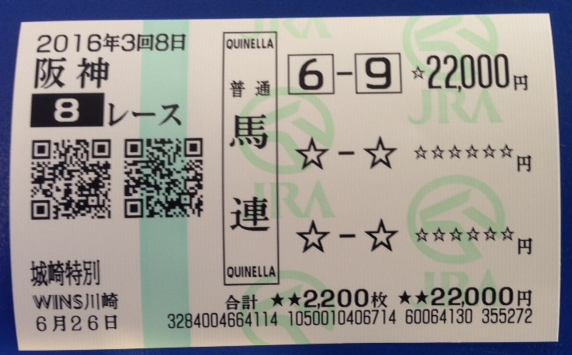 2016年3回8日
阪神
8レース
城崎特別
WINS川崎
6月26日
QUINELLA
普通
馬連
QUINELLA
6-9 ☆22,000円
☆-☆ ☆☆☆☆☆☆円
☆-☆ ☆☆☆☆☆☆円
合計 ★★2,200枚 ★★22,000円
3284004664114 1050010406714 60064130 355272
JRA
JRA
JRA
JRA